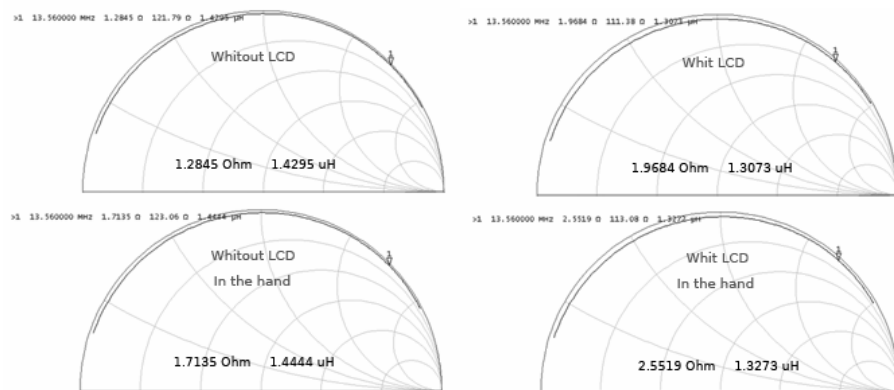 >1 13.560000 MHz 1.2845 Ω 121.79 Ω 1.4295 μH
1
Whitout LCD
1.2845 Ohm 1.4295 uH
>1 13.560000 MHz 1.9684 Ω 111.38 Ω 1.3073 μH
1
Whit LCD
1.9684 Ohm 1.3073 uH
>1 13.560000 MHz 1.7135 Ω 123.06 Ω 1.4444 μH
1
Whitout LCD
In the hand
1.7135 Ohm 1.4444 uH
>1 13.560000 MHz 2.5519 Ω 113.08 Ω 1.3273 μH
1
Whit LCD
In the hand
2.5519 Ohm 1.3273 uH